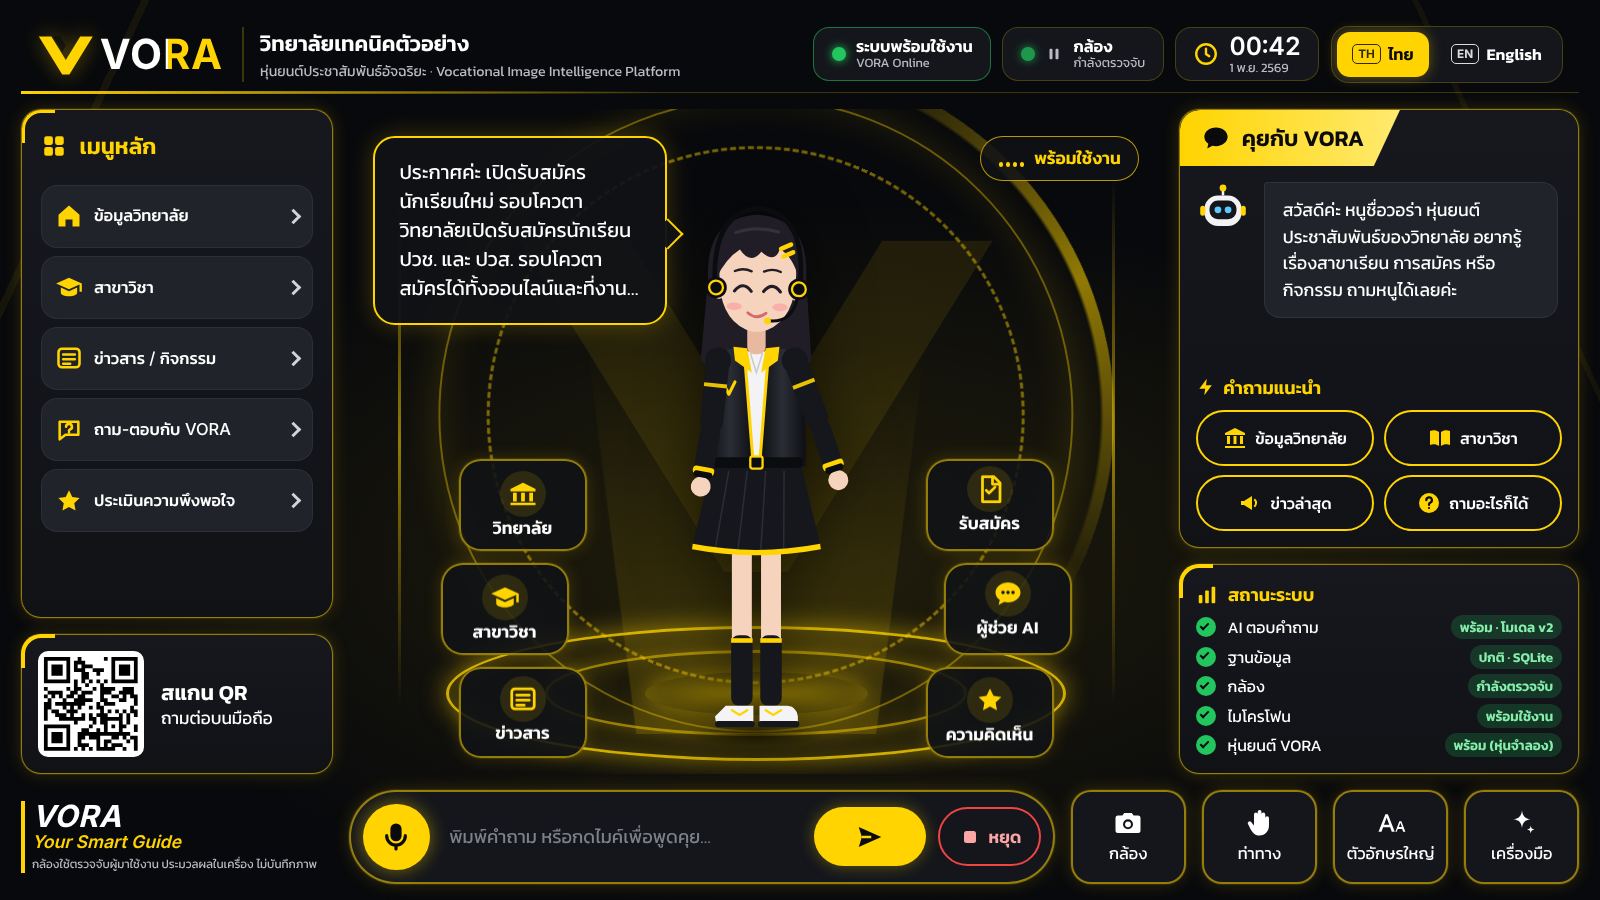 VORA
วิทยาลัยเทคนิคตัวอย่าง
หุ่นยนต์ประชาสัมพันธ์อัจฉริยะ · Vocational Image Intelligence Platform
ระบบพร้อมใช้งาน
VORA Online
กล้อง
กำลังตรวจจับ
00:42
1 พ.ย. 2569
TH ไทย
EN English
เมนูหลัก
ข้อมูลวิทยาลัย
สาขาวิชา
ข่าวสาร / กิจกรรม
ถาม-ตอบกับ VORA
ประเมินความพึงพอใจ
สแกน QR
ถามต่อบนมือถือ
ประกาศค่ะ เปิดรับสมัคร
นักเรียนใหม่ รอบโควตา
วิทยาลัยเปิดรับสมัครนักเรียน
ปวช. และ ปวส. รอบโควตา
สมัครได้ทั้งออนไลน์และที่งาน...
พร้อมใช้งาน
วิทยาลัย
สาขาวิชา
ข่าวสาร
รับสมัคร
ผู้ช่วย AI
ความคิดเห็น
คุยกับ VORA
สวัสดีค่ะ หนูชื่อวอร่า หุ่นยนต์
ประชาสัมพันธ์ของวิทยาลัย อยากรู้
เรื่องสาขาเรียน การสมัคร หรือ
กิจกรรม ถามหนูได้เลยค่ะ
คำถามแนะนำ
ข้อมูลวิทยาลัย
สาขาวิชา
ข่าวล่าสุด
ถามอะไรก็ได้
สถานะระบบ
AI ตอบคำถาม พร้อม · โมเดล v2
ฐานข้อมูล ปกติ · SQLite
กล้อง กำลังตรวจจับ
ไมโครโฟน พร้อมใช้งาน
หุ่นยนต์ VORA พร้อม (หุ่นจำลอง)
VORA
Your Smart Guide
กล้องใช้ตรวจจับผู้มาใช้งาน ประมวลผลในเครื่อง ไม่บันทึกภาพ
พิมพ์คำถาม หรือกดไมค์เพื่อพูดคุย...
หยุด
กล้อง
ท่าทาง
AA
ตัวอักษรใหญ่
เครื่องมือ